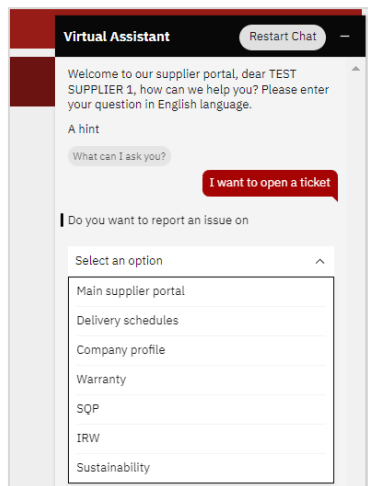 Virtual Assistant
Restart Chat
Welcome to our supplier portal, dear TEST
SUPPLIER 1, how can we help you? Please enter
your question in English language.
A hint
What can I ask you?
I want to open a ticket
Do you want to report an issue on
Select an option
Main supplier portal
Delivery schedules
Company profile
Warranty
SQP
IRW
Sustainability